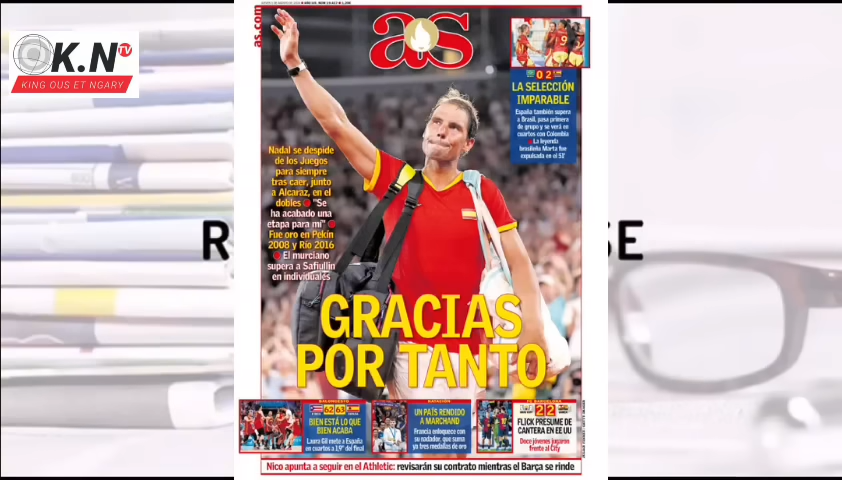 K.N TV
KING OUS ET NGARY
R
SE
as.com
as
0 2
LA SELECCIÓN
IMPARABLE
España también supera
a Brasil, pasa primera
de grupo y se verá en
cuartos con Colombia
La leyenda
brasileña Marta fue
expulsada en el 51'
Nadal se despide
de los Juegos
para siempre
tras caer, junto
a Alcaraz, en el
dobles "Se
ha acabado una
etapa para mí"
Fue oro en Pekín
2008 y Río 2016
El murciano
supera a Safiullin
en individuales
GRACIAS
POR TANTO
BALONCESTO
62 63
BIEN ESTÁ LO QUE
BIEN ACABA
Laura Gil mete a España
en cuartos a 1,9" del final
NATACIÓN
UN PAÍS RENDIDO
A MARCHAND
Francia enloquece con
su nadador, que suma
ya tres medallas de oro
FC BARCELONA
2 2
FLICK PRESUME DE
CANTERA EN EE UU
Doce jóvenes jugaron
frente al City
Nico apunta a seguir en el Athletic: revisarán su contrato mientras el Barça se rinde